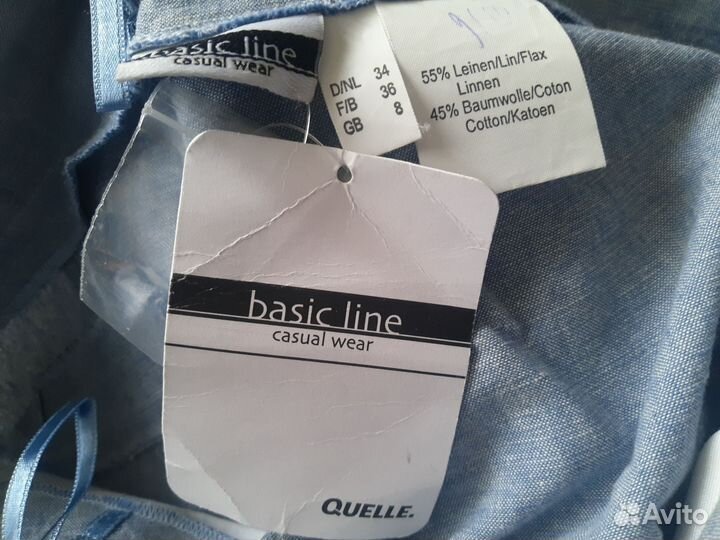 basic line
casual wear
D/NL 34
F/B 36
GB 8
55% Leinen/Lin/Flax
Linnen
45% Baumwolle/Coton
Cotton/Katoen
basic line
casual wear
QUELLE.
Avito